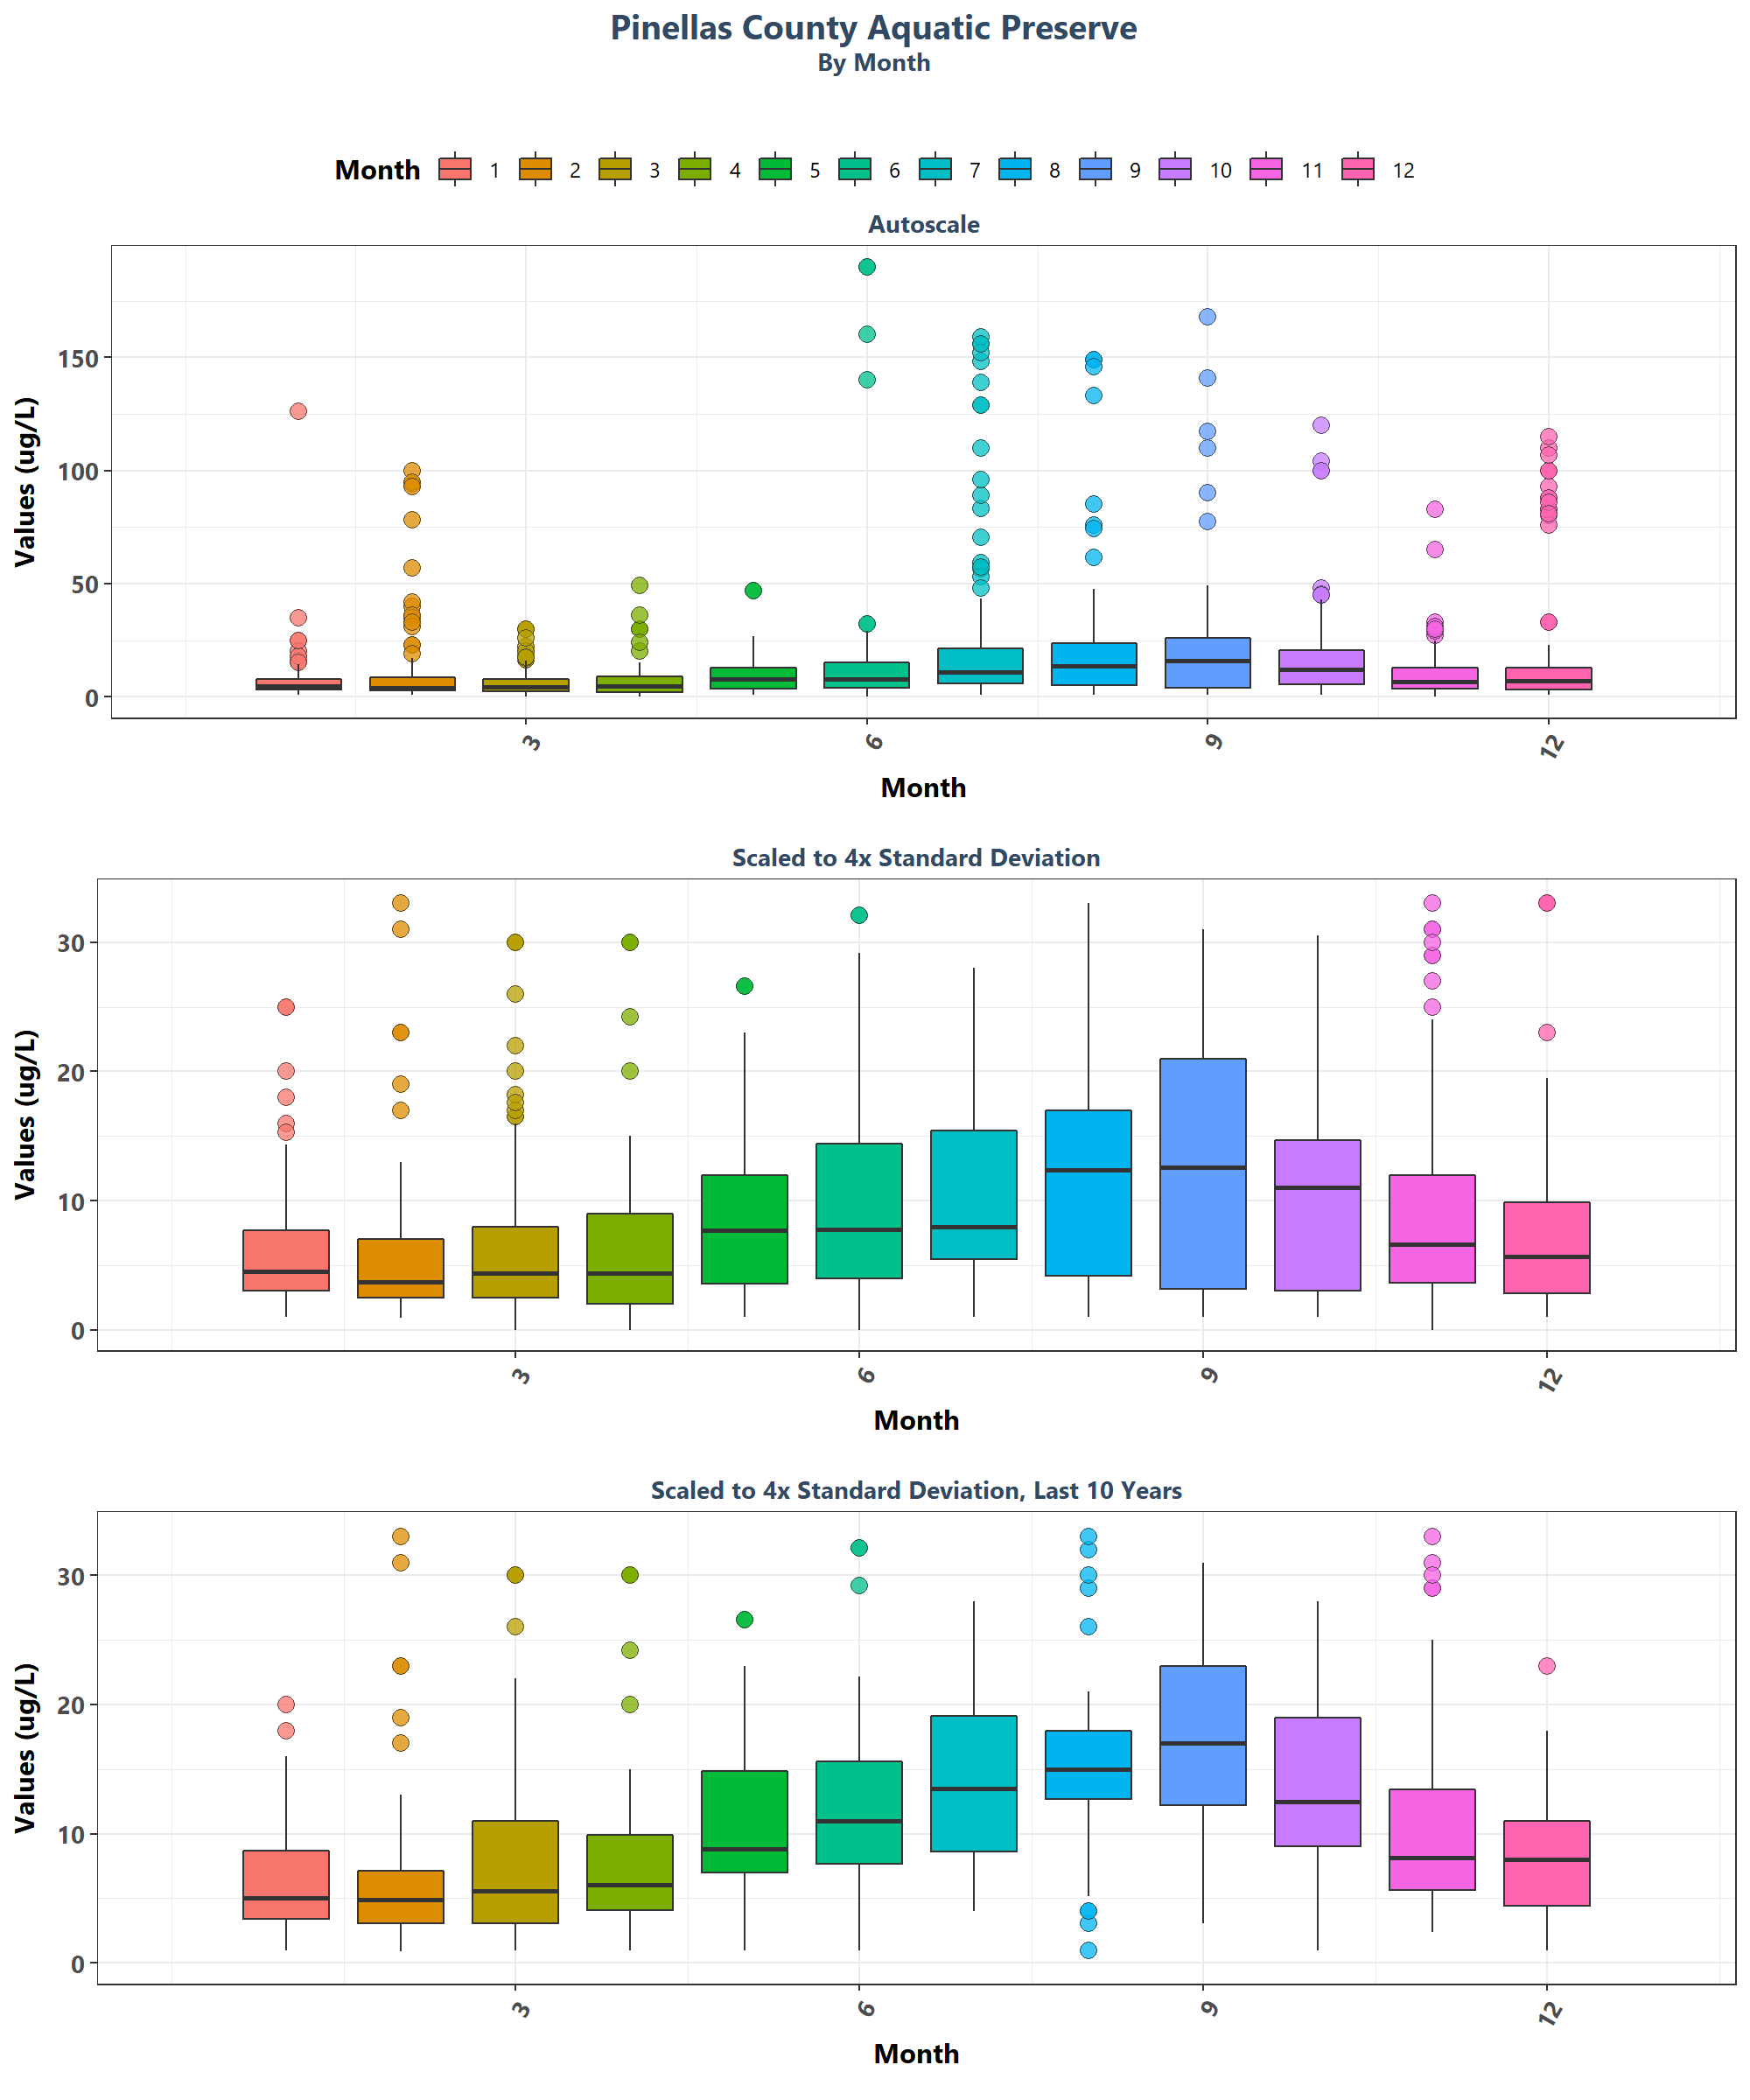 Pinellas County Aquatic Preserve
By Month
Month 1 2 3 4 5 6 7 8 9 10 11 12
Autoscale
Values (ug/L)
150
100
50
0
3 6 9 12
Month
Scaled to 4x Standard Deviation
Values (ug/L)
30
20
10
0
3 6 9 12
Month
Scaled to 4x Standard Deviation, Last 10 Years
Values (ug/L)
30
20
10
0
3 6 9 12
Month